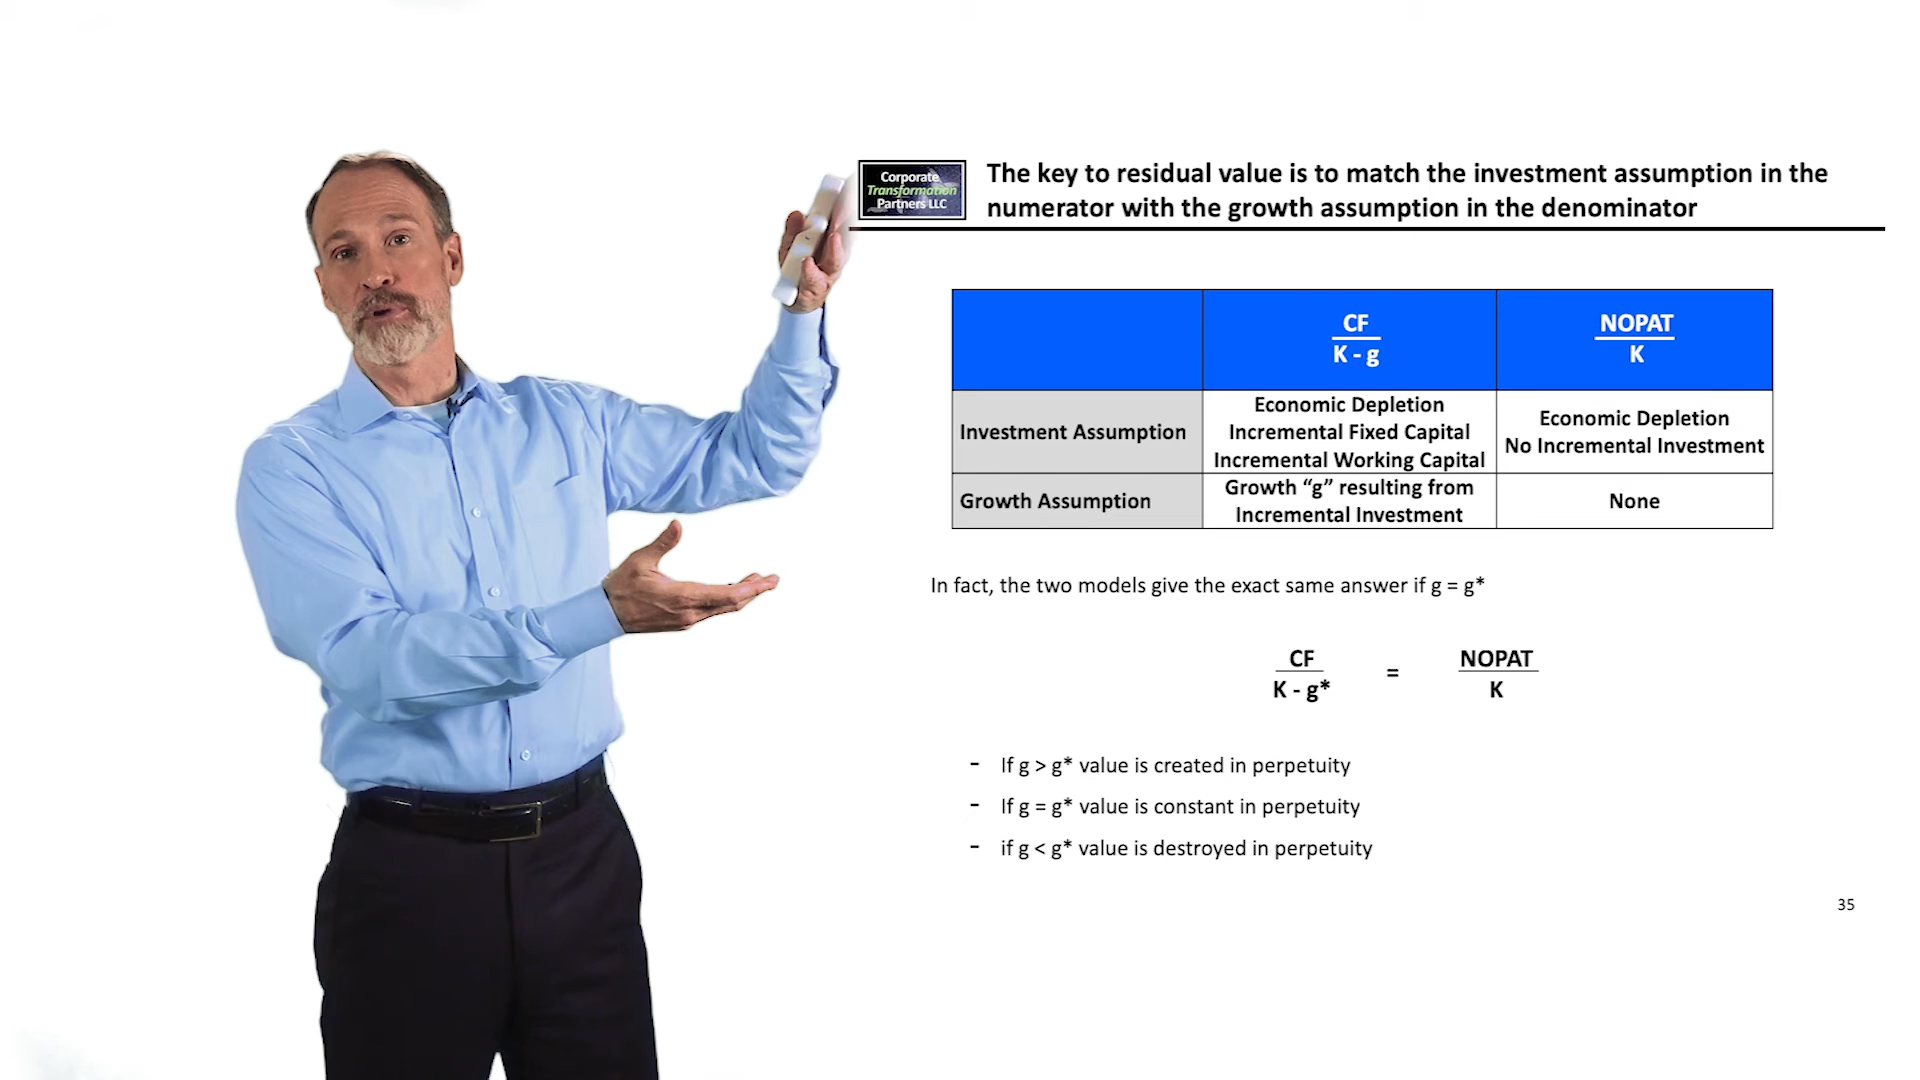 Corporate
Transformation
Partners LLC
The key to residual value is to match the investment assumption in the
numerator with the growth assumption in the denominator
CF
K - g
NOPAT
K
Investment Assumption
Economic Depletion
Incremental Fixed Capital
Incremental Working Capital
Economic Depletion
No Incremental Investment
Growth Assumption
Growth “g” resulting from
Incremental Investment
None
In fact, the two models give the exact same answer if g = g*
CF
K - g*
=
NOPAT
K
- If g > g* value is created in perpetuity
- If g = g* value is constant in perpetuity
- if g < g* value is destroyed in perpetuity
35